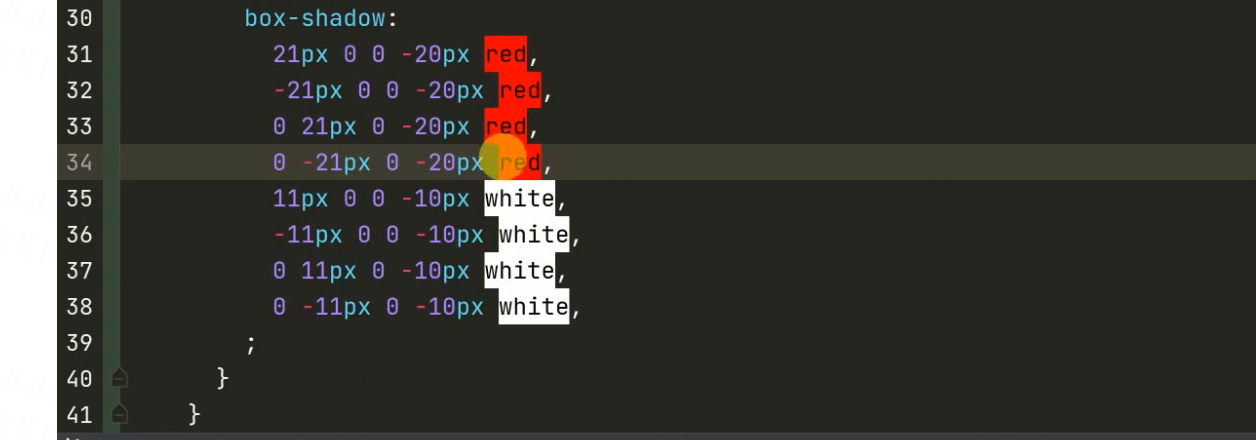 30 box-shadow:
31 21px 0 0 -20px red,
32 -21px 0 0 -20px red,
33 0 21px 0 -20px red,
34 0 -21px 0 -20px red,
35 11px 0 0 -10px white,
36 -11px 0 0 -10px white,
37 0 11px 0 -10px white,
38 0 -11px 0 -10px white,
39 ;
40 }
41 }